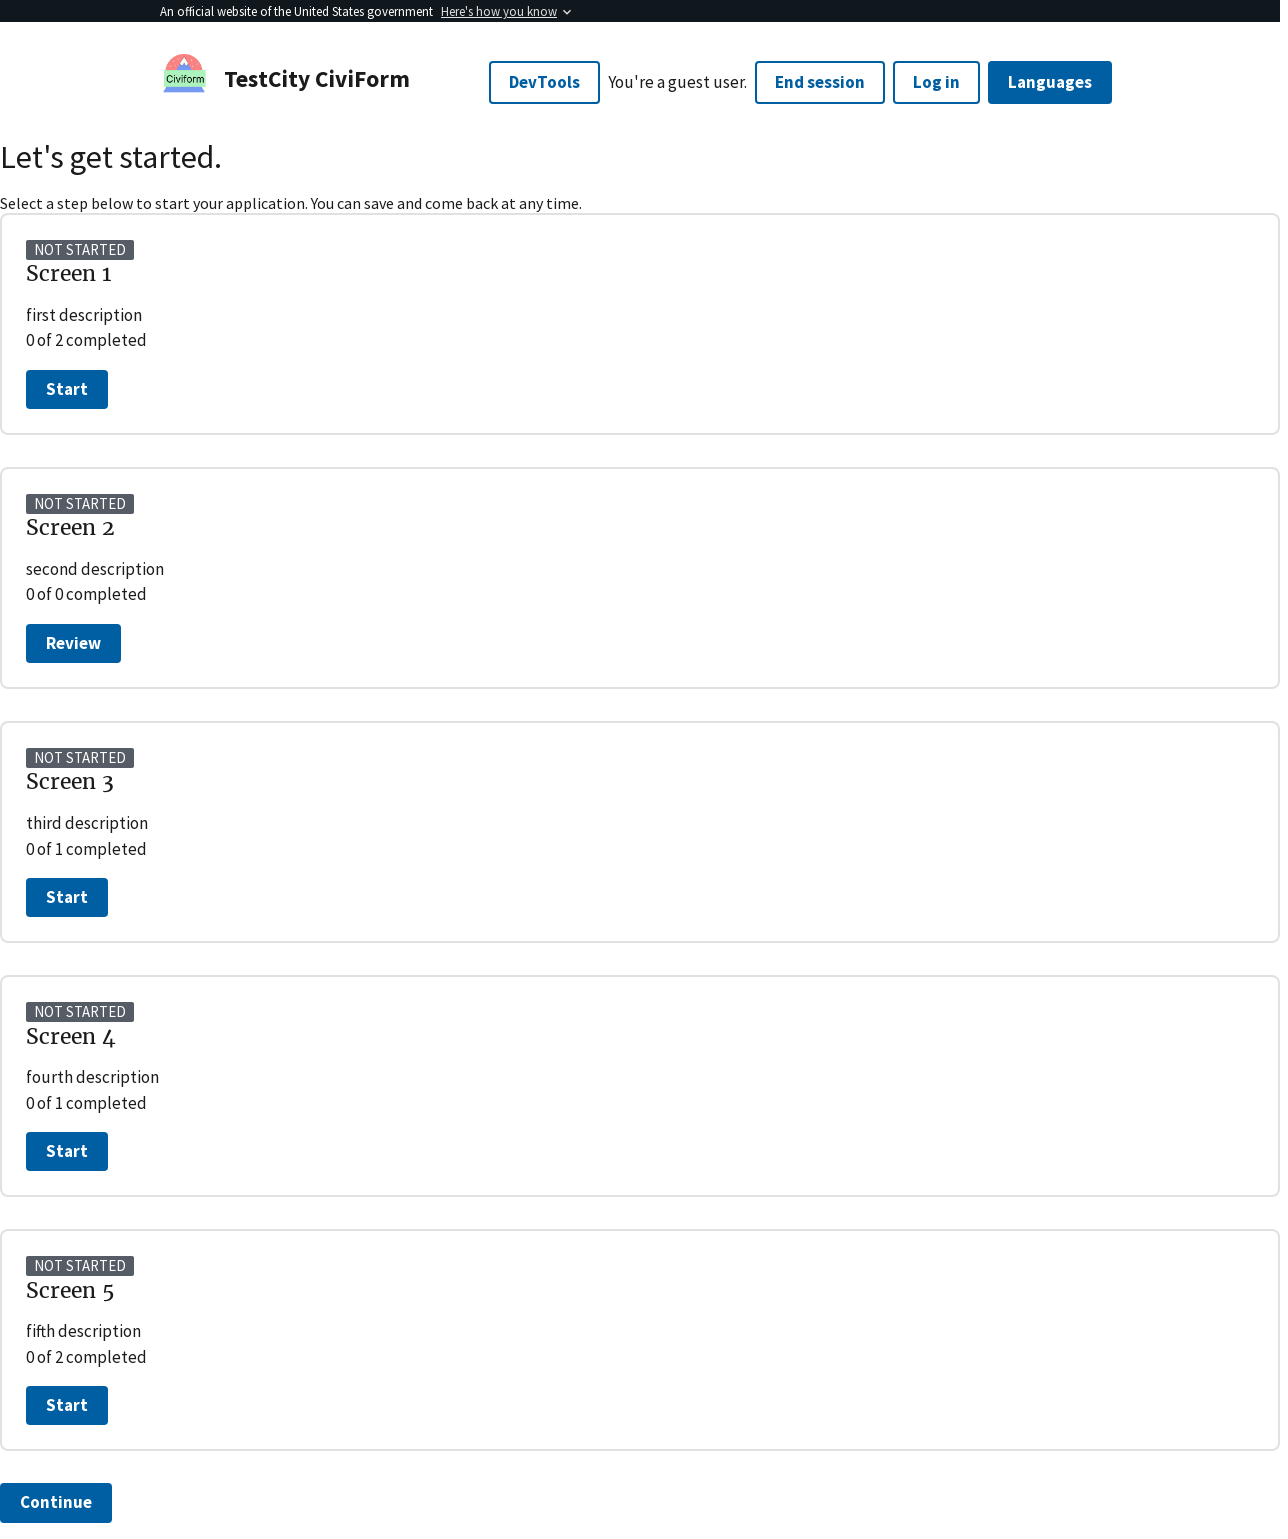 An official website of the United States government Here's how you know
Civiform
TestCity CiviForm
DevTools You're a guest user. End session Log in Languages
Let's get started.
Select a step below to start your application. You can save and come back at any time.
NOT STARTED
Screen 1
first description
0 of 2 completed
Start
NOT STARTED
Screen 2
second description
0 of 0 completed
Review
NOT STARTED
Screen 3
third description
0 of 1 completed
Start
NOT STARTED
Screen 4
fourth description
0 of 1 completed
Start
NOT STARTED
Screen 5
fifth description
0 of 2 completed
Start
Continue